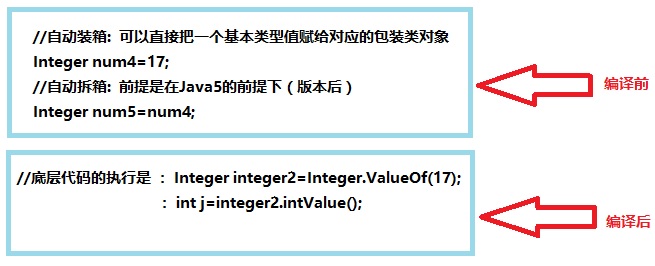 //自动装箱: 可以直接把一个基本类型值赋给对应的包装类对象
Integer num4=17;
//自动拆箱: 前提是在Java5的前提下（版本后）
Integer num5=num4;
编译前
//底层代码的执行是 : Integer integer2=Integer.ValueOf(17);
: int j=integer2.intValue();
编译后